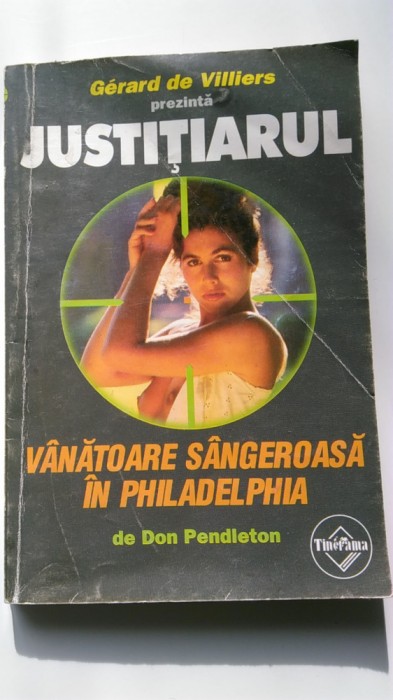 Gérard de Villiers
prezintă
JUSTIȚIARUL
VÂNĂTOARE SÂNGEROASĂ
ÎN PHILADELPHIA
de Don Pendleton
Tinerama